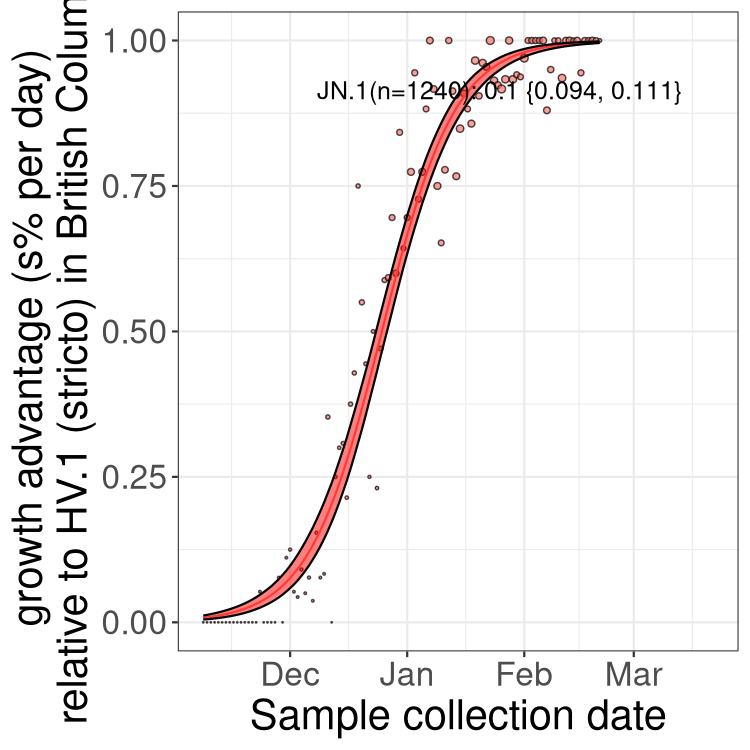 growth advantage (s% per day)
relative to HV.1 (stricto) in British Colum
1.00
0.75
0.50
0.25
0.00
JN.1(n=1240): 0.1 {0.094, 0.111}
Dec
Jan
Feb
Mar
Sample collection date